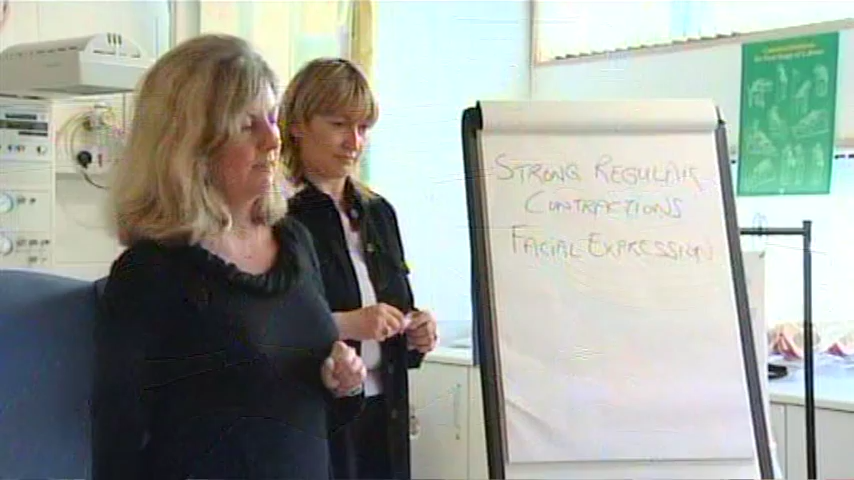 STRONG REGULAR
CONTRACTIONS
FACIAL EXPRESSION